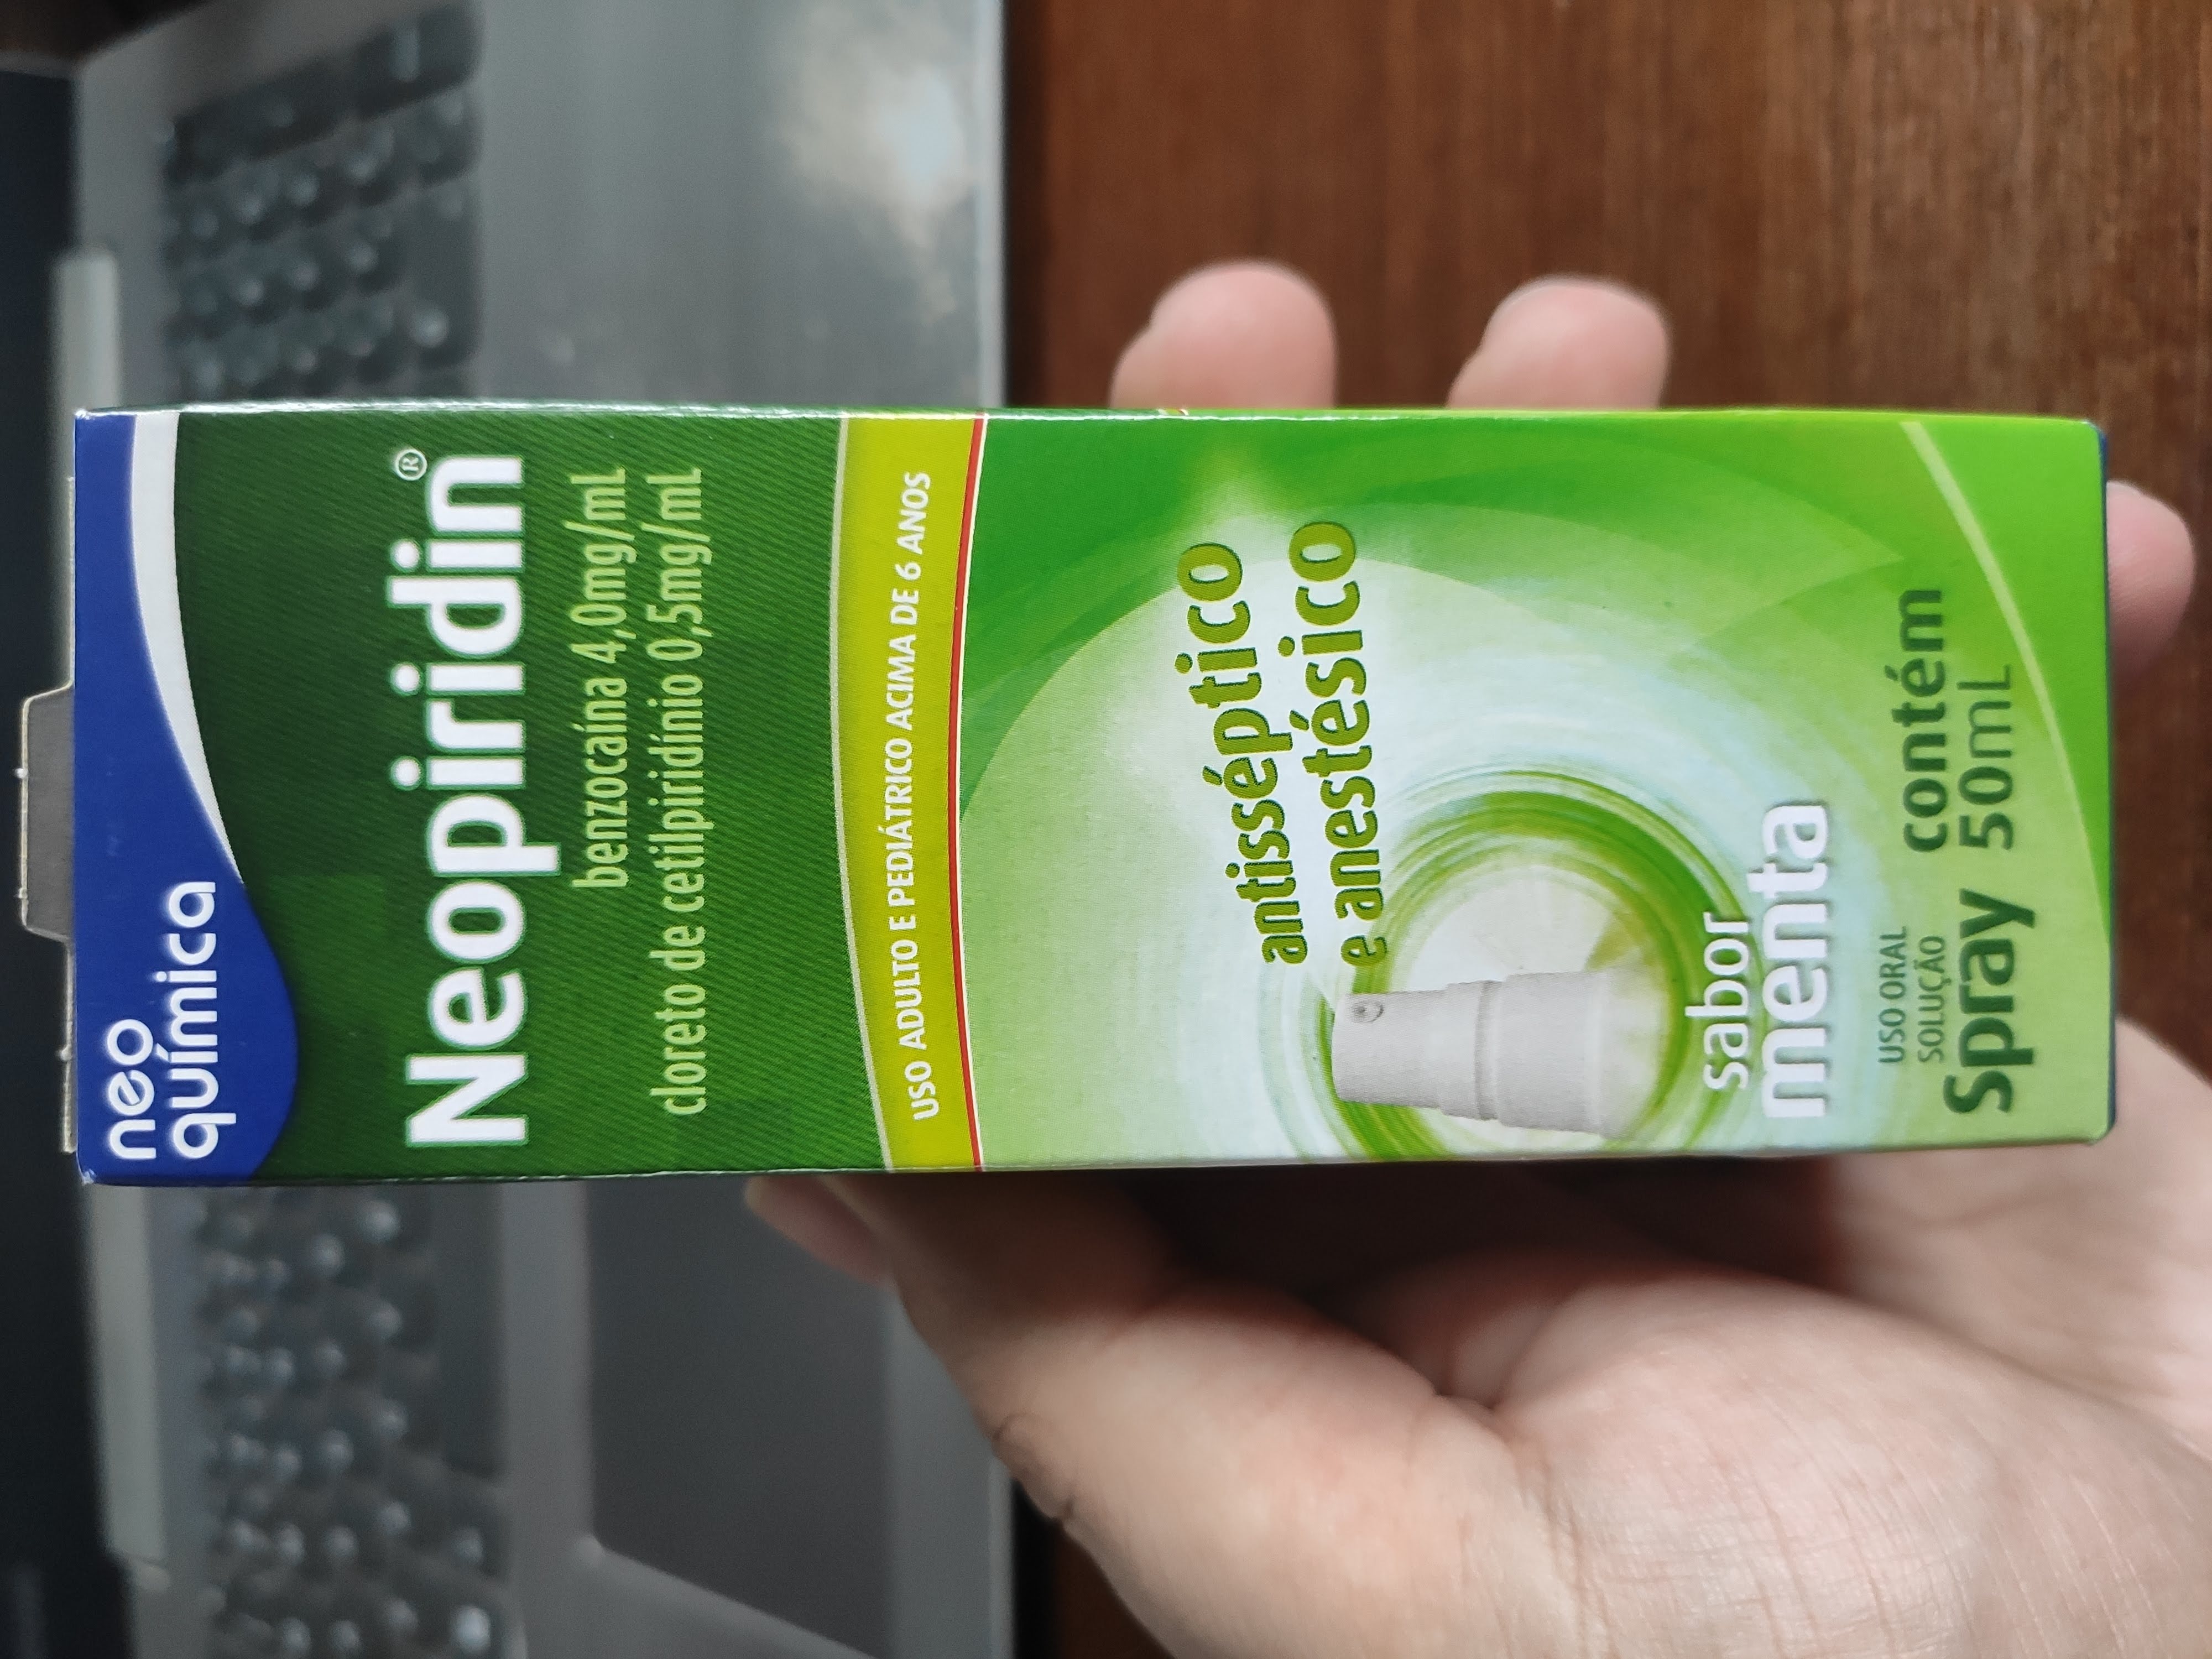 neo
química
Neopiridin®
benzocaína 4,0mg/mL
cloreto de cetilpiridínio 0,5mg/mL
USO ADULTO E PEDIÁTRICO ACIMA DE 6 ANOS
antisséptico
e anestésico
sabor
menta
USO ORAL
SOLUÇÃO
Spray
contém
50mL